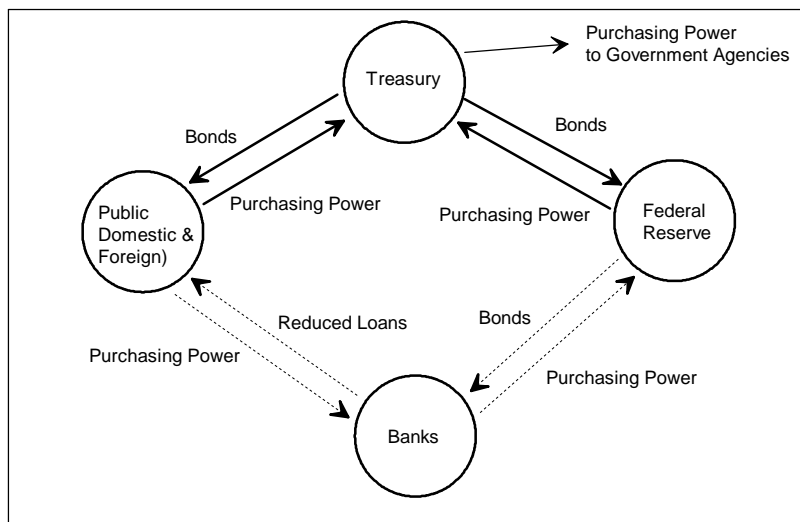 Purchasing Power
to Government Agencies
Treasury
Bonds
Bonds
Purchasing Power
Purchasing Power
Public
Domestic &
Foreign)
Federal
Reserve
Reduced Loans
Bonds
Purchasing Power
Purchasing Power
Banks